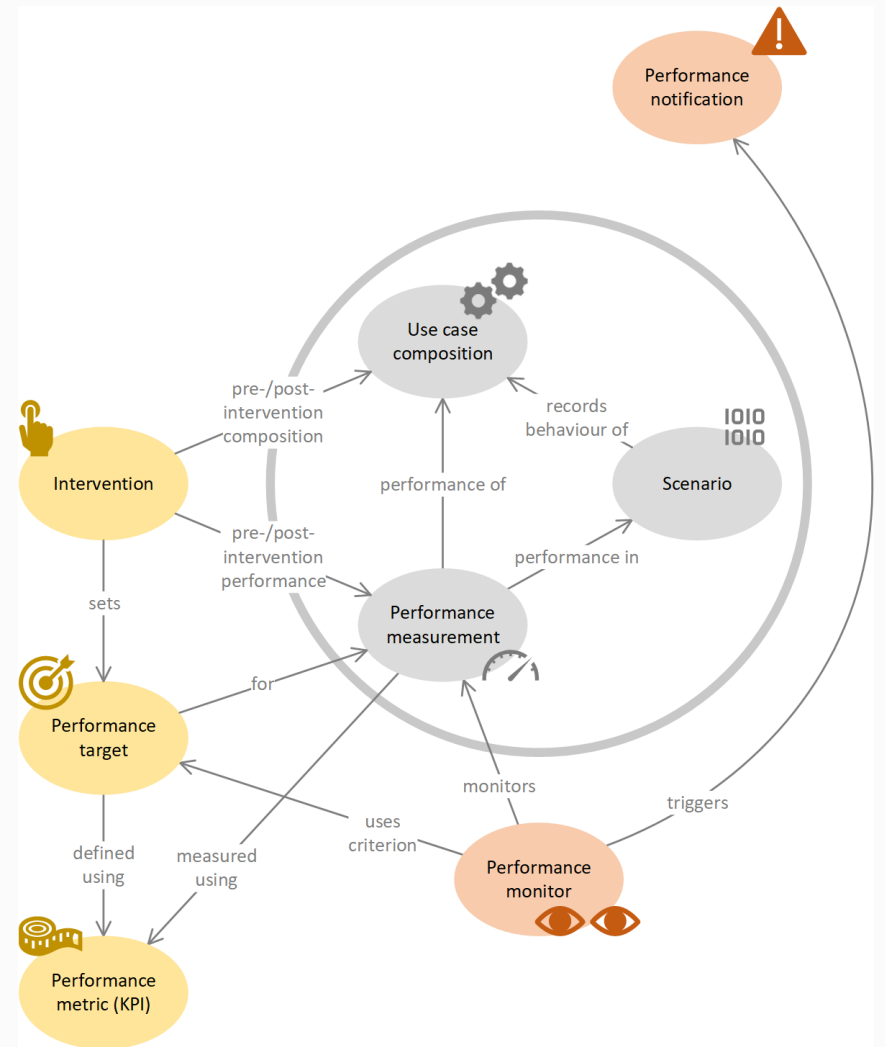 Performance
notification
Use case
composition
pre-/post-
intervention
composition
records
behaviour of
1010
1010
Intervention
performance of
Scenario
pre-/post-
intervention
performance
performance in
sets
Performance
measurement
for
Performance
target
monitors
triggers
uses
criterion
defined
using
measured
using
Performance
monitor
Performance
metric (KPI)